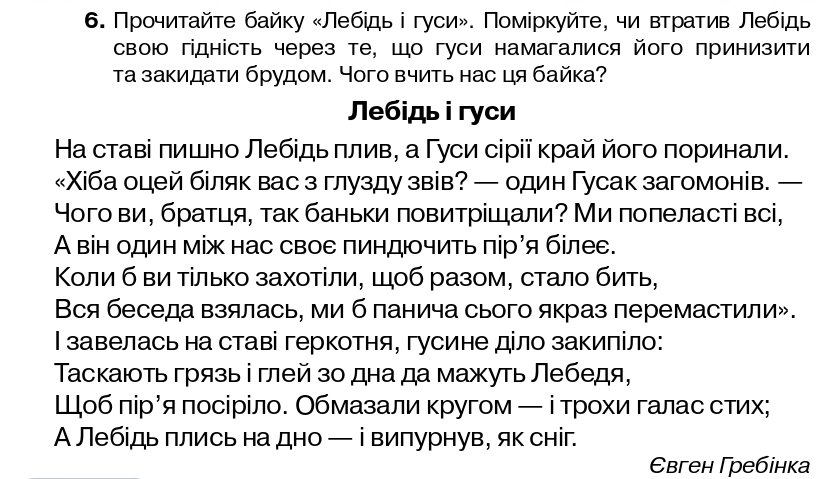 6. Прочитайте байку «Лебідь і гуси». Поміркуйте, чи втратив Лебідь
свою гідність через те, що гуси намагалися його принизити
та закидати брудом. Чого вчить нас ця байка?
Лебідь і гуси
На ставі пишно Лебідь плив, а Гуси сірії край його поринали.
«Хіба оцей біляк вас з глузду звів? — один Гусак загомонів. —
Чого ви, братця, так баньки повитріщали? Ми попеласті всі,
А він один між нас своє пиндючить пір’я білеє.
Коли б ви тілько захотіли, щоб разом, стало бить,
Вся беседа взялась, ми б панича сього якраз перемастили».
І завелась на ставі геркотня, гусине діло закипіло:
Таскають грязь і глей зо дна да мажуть Лебедя,
Щоб пір’я посіріло. Обмазали кругом — і трохи галас стих;
А Лебідь плись на дно — і випурнув, як сніг.
Євген Гребінка